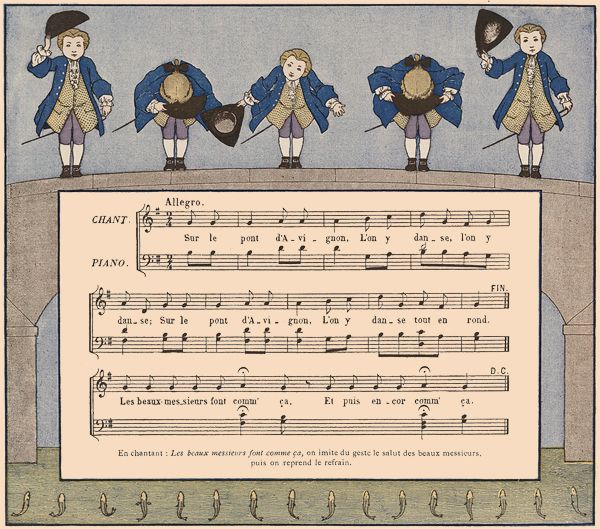 Allegro.
CHANT.
Sur le pont d'A-vi-gnon, L'on y dan-se, l'on y
PIANO.
FIN.
dan-se; Sur le pont d'A-vi-gnon, L'on y dan-se tout en rond.
D.C.
Les beaux mes-sieurs font comm' ça, Et puis en-cor comm' ça.
En chantant : Les beaux messieurs font comme ça, on imite du geste le salut des beaux messieurs,
puis on reprend le refrain.